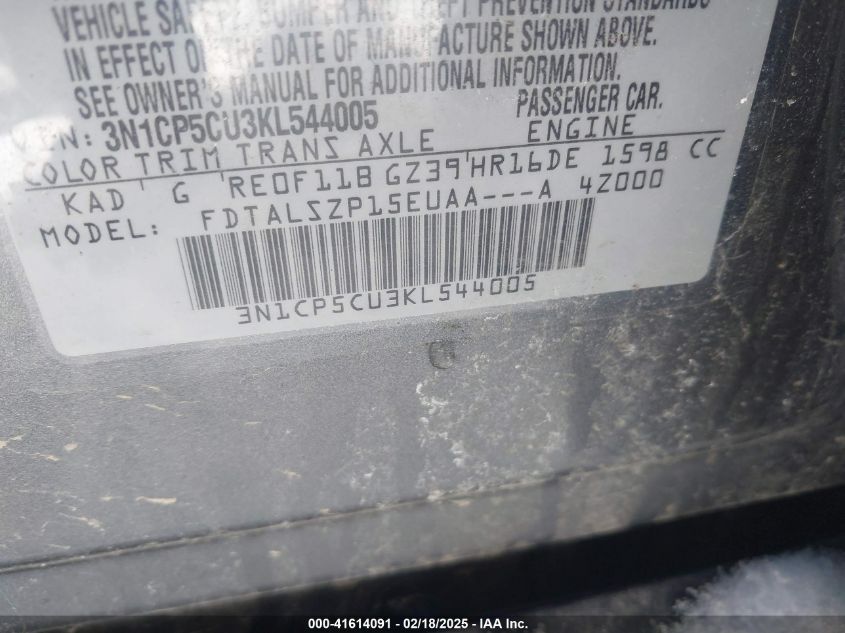 VEHICLE SAFETY, BUMPER AND THEFT PREVENTION STANDARDS
IN EFFECT ON THE DATE OF MANUFACTURE SHOWN ABOVE.
SEE OWNER'S MANUAL FOR ADDITIONAL INFORMATION.
PASSENGER CAR.
VIN: 3N1CP5CU3KL544005
COLOR TRIM TRANS AXLE ENGINE
KAD G RE0F11B GZ39 HR16DE 1598 CC
MODEL: FDTALSZP15EUAA---A 4Z000
3N1CP5CU3KL544005
000-41614091 - 02/18/2025 - IAA Inc.